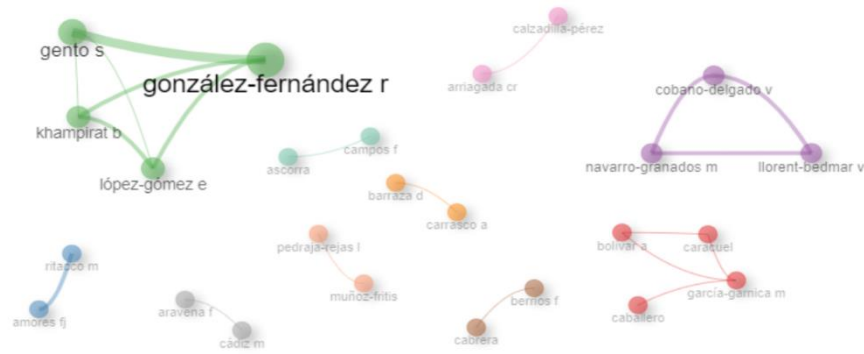 gento s
gonzález-fernández r
khampirat b
lópez-gómez e
calzadilla-pérez
arriagada cr
cobano-delgado v
navarro-granados m
llorent-bedmar v
campos f
ascorra
barraza d
carrasco a
pedraja-rejas l
muñoz-fritis
bolivar a
caracuel
garcía-garnica m
caballero
ritacco m
amores fj
aravena f
cádiz m
berrios f
cabrera